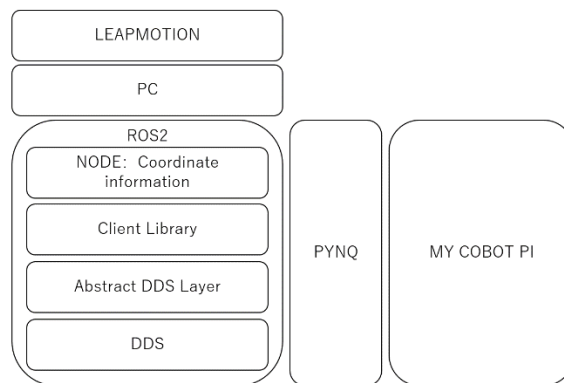 LEAPMOTION
PC
ROS2
NODE: Coordinate
information
Client Library
Abstract DDS Layer
DDS
PYNQ
MY COBOT PI